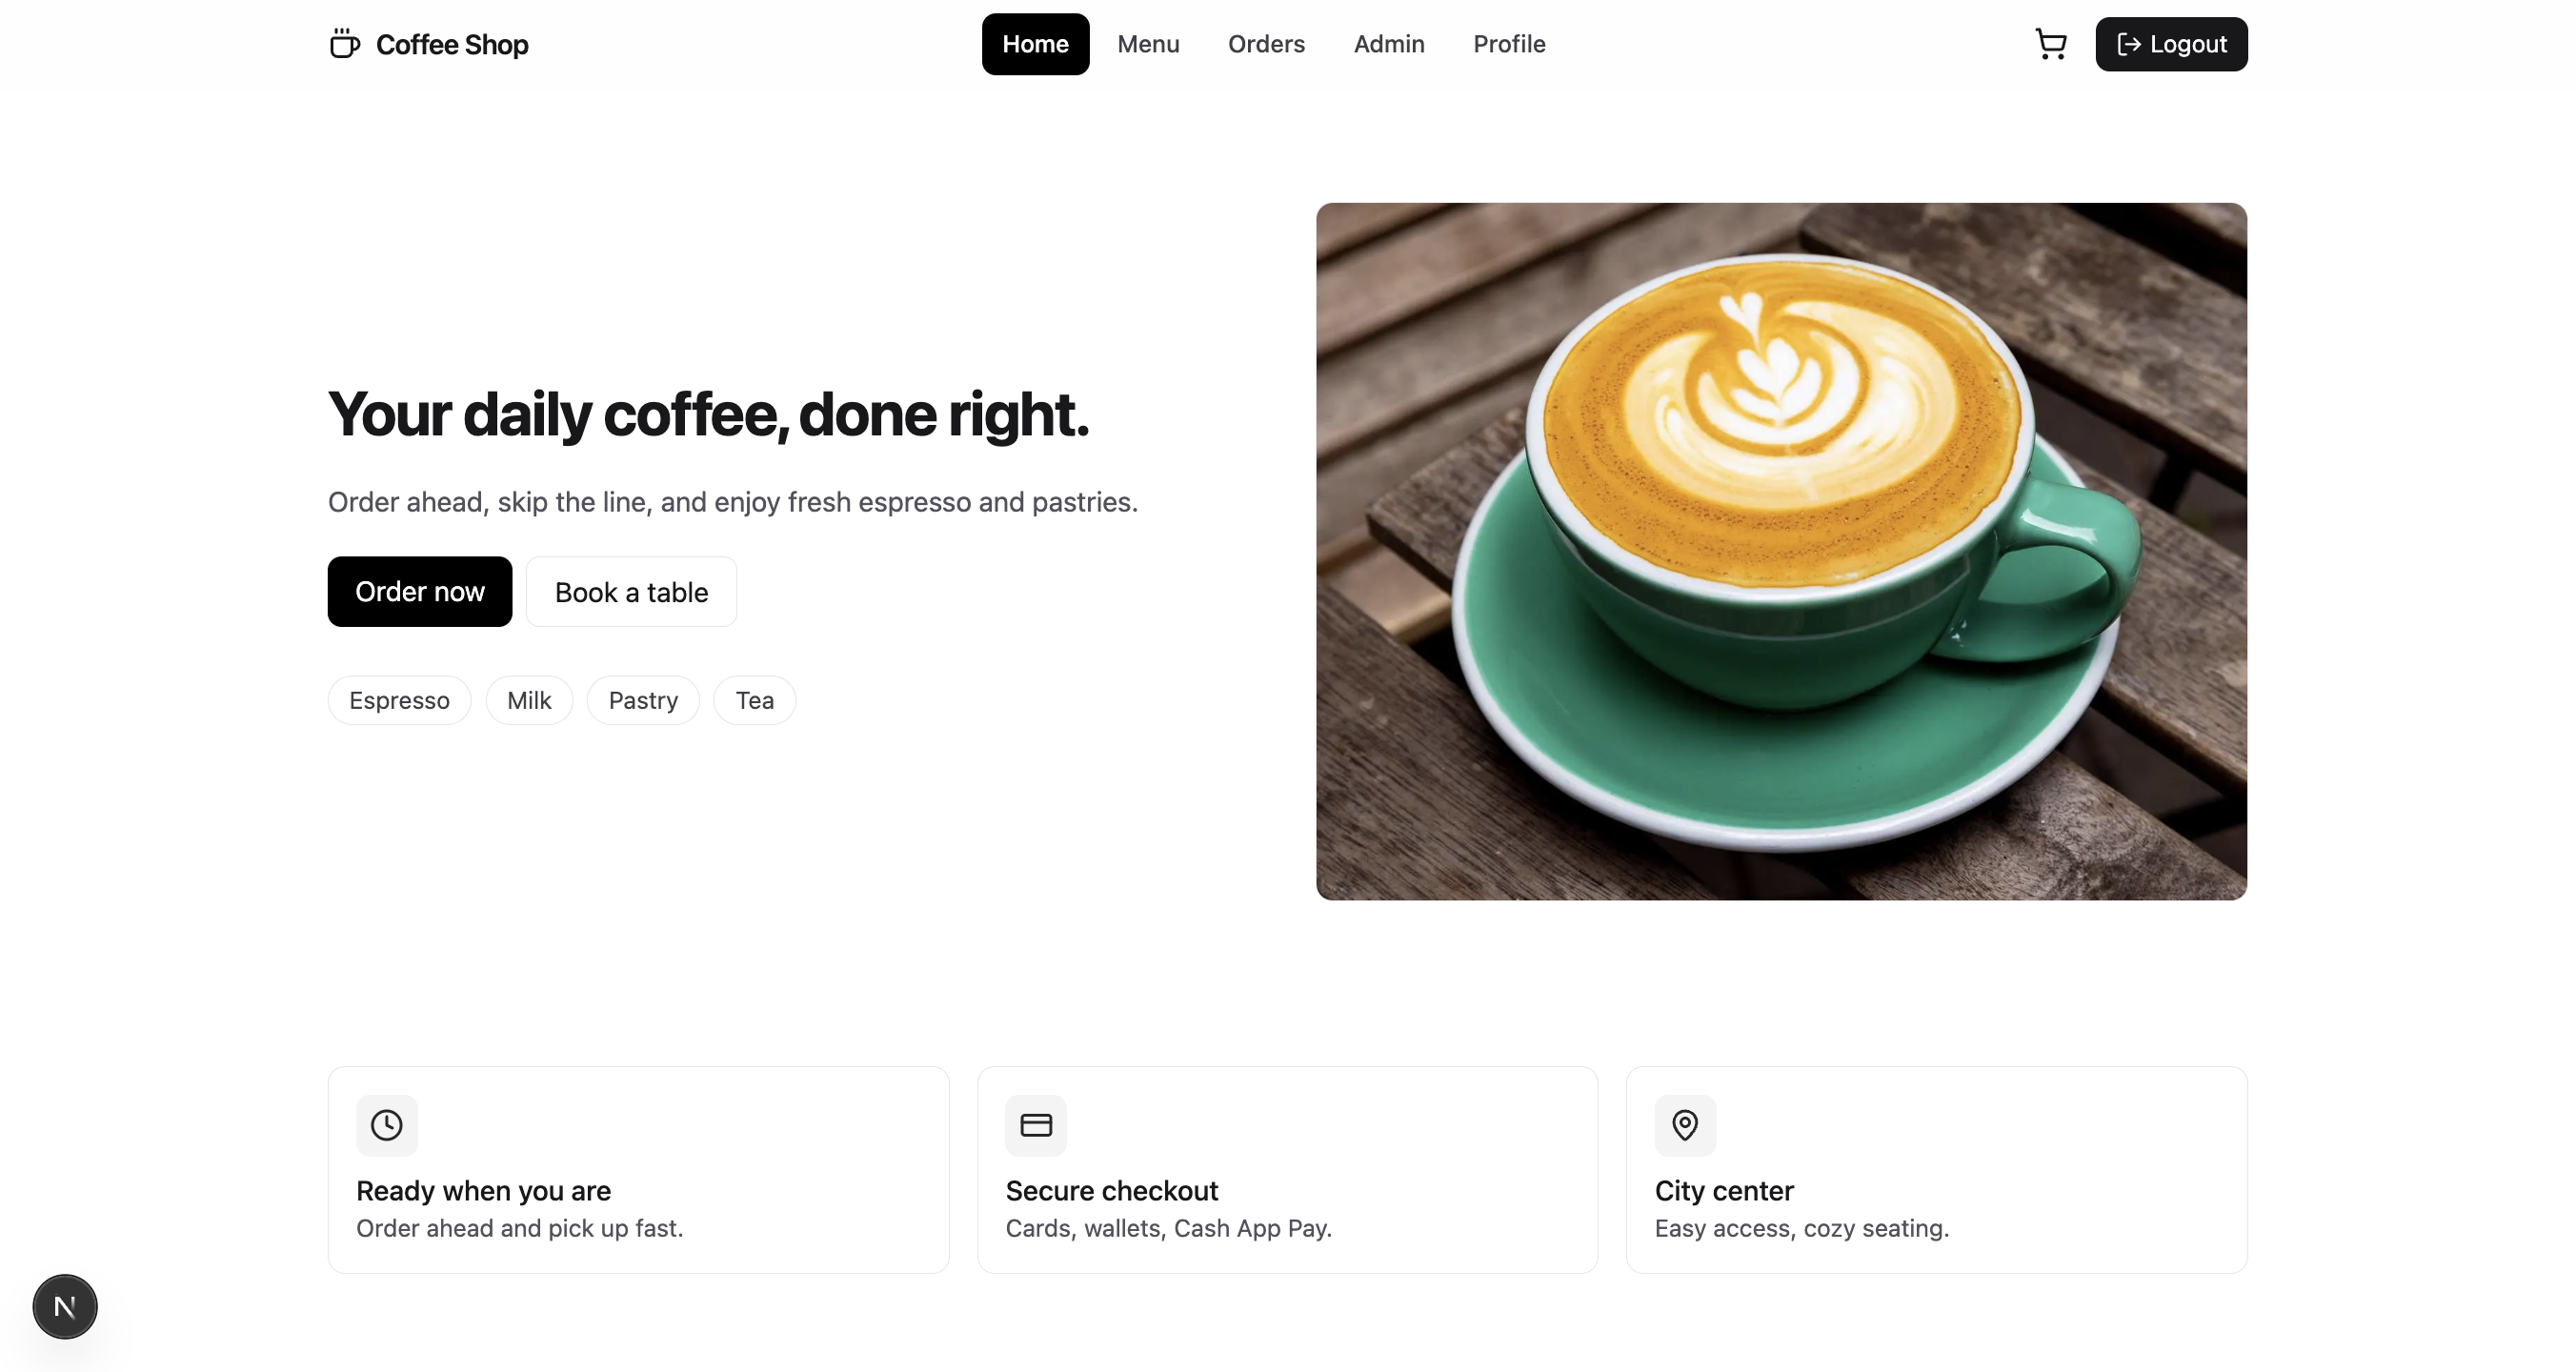 Coffee Shop
Home
Menu
Orders
Admin
Profile
Logout
Your daily coffee, done right.
Order ahead, skip the line, and enjoy fresh espresso and pastries.
Order now
Book a table
Espresso
Milk
Pastry
Tea
Ready when you are
Order ahead and pick up fast.
Secure checkout
Cards, wallets, Cash App Pay.
City center
Easy access, cozy seating.
N